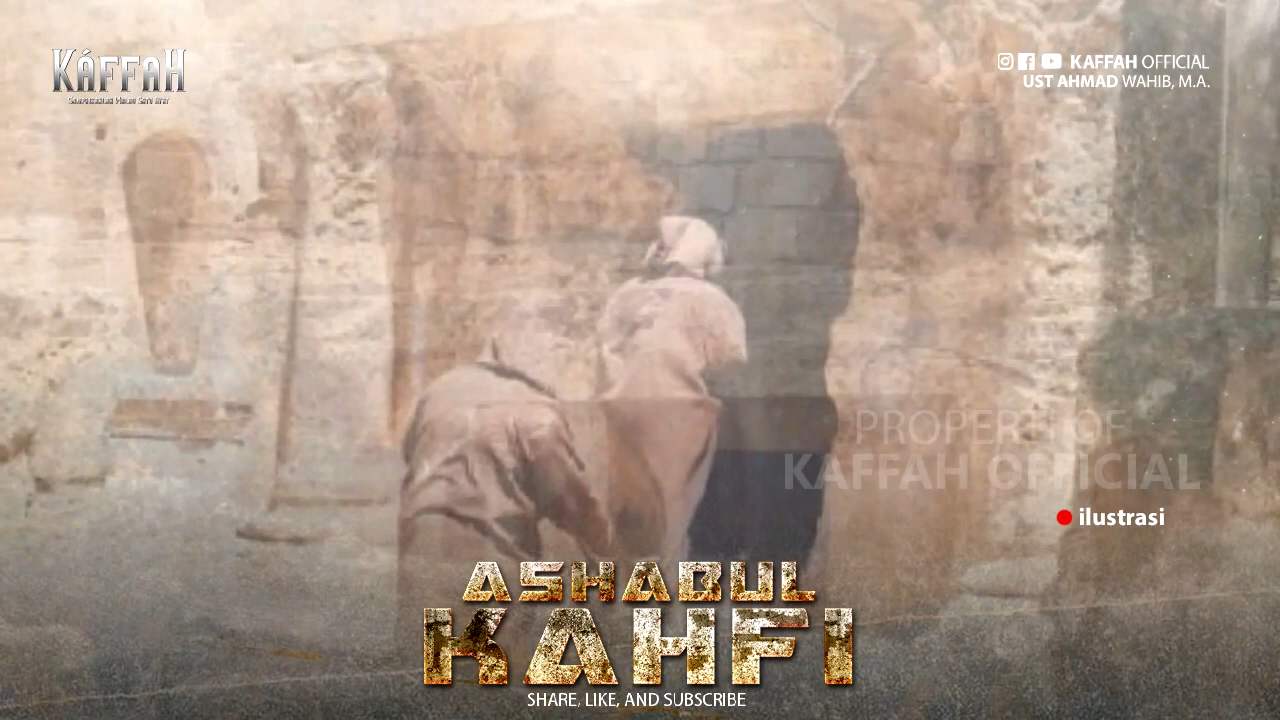 KÁFFAH
KAFFAH OFFICIAL
UST AHMAD WAHIB, M.A.
PROPERTY OF
KAFFAH OFFICIAL
ilustrasi
ASHABUL
KAHFI
SHARE, LIKE, AND SUBSCRIBE